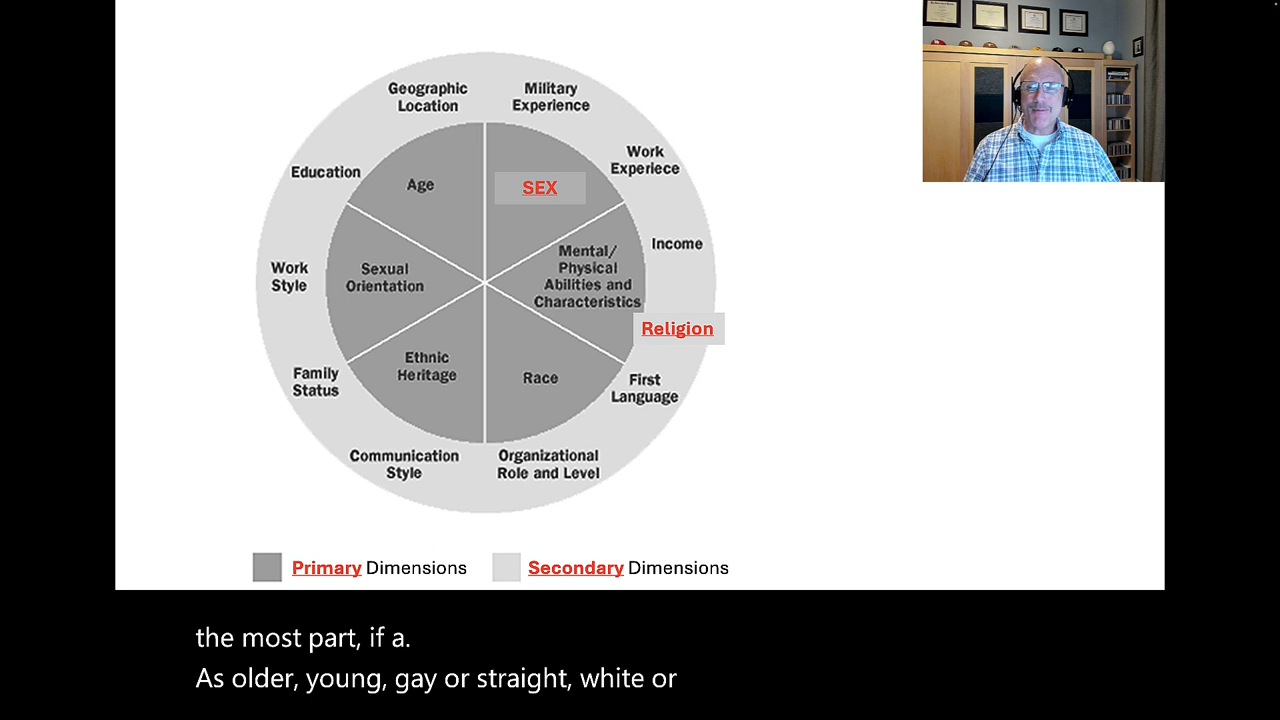 Geographic
Location
Military
Experience
Education
Work
Experiece
Age
SEX
Income
Work
Style
Sexual
Orientation
Mental/
Physical
Abilities and
Characteristics
Religion
Family
Status
Ethnic
Heritage
Race
First
Language
Communication
Style
Organizational
Role and Level
Primary Dimensions
Secondary Dimensions
the most part, if a.
As older, young, gay or straight, white or